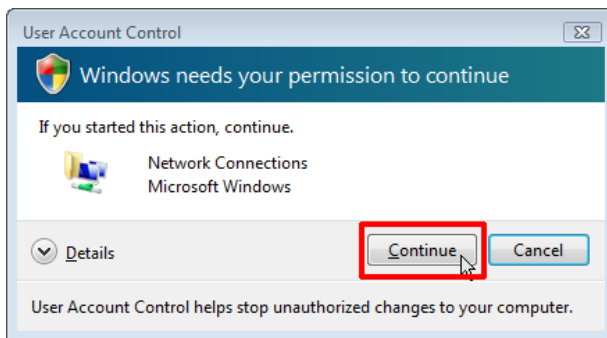 User Account Control
Windows needs your permission to continue
If you started this action, continue.
Network Connections
Microsoft Windows
Details
Continue
Cancel
User Account Control helps stop unauthorized changes to your computer.